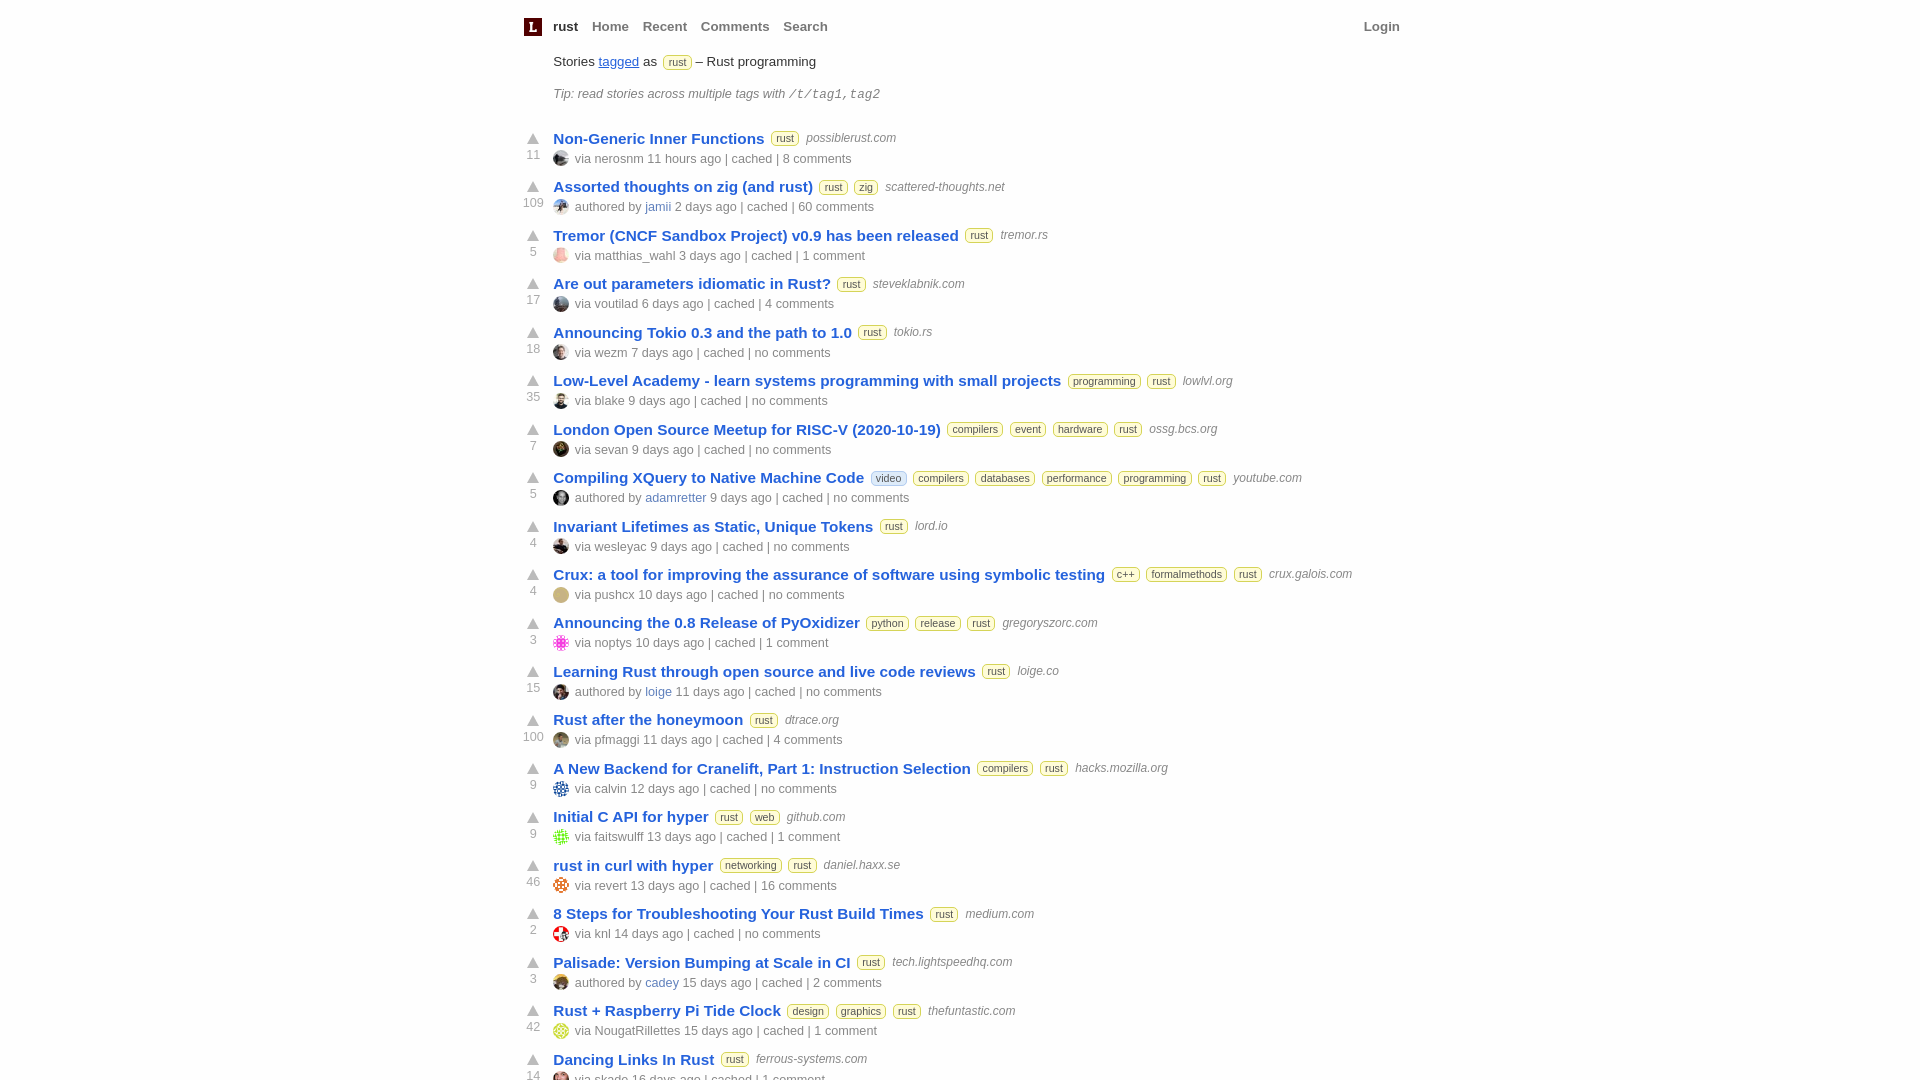 L rust Home Recent Comments Search Login
Stories tagged as rust – Rust programming
Tip: read stories across multiple tags with /t/tag1,tag2
Non-Generic Inner Functions rust possiblerust.com
11 via nerosnm 11 hours ago | cached | 8 comments
Assorted thoughts on zig (and rust) rust zig scattered-thoughts.net
109 authored by jamii 2 days ago | cached | 60 comments
Tremor (CNCF Sandbox Project) v0.9 has been released rust tremor.rs
5 via matthias_wahl 3 days ago | cached | 1 comment
Are out parameters idiomatic in Rust? rust steveklabnik.com
17 via voutilad 6 days ago | cached | 4 comments
Announcing Tokio 0.3 and the path to 1.0 rust tokio.rs
18 via wezm 7 days ago | cached | no comments
Low-Level Academy - learn systems programming with small projects programming rust lowlvl.org
35 via blake 9 days ago | cached | no comments
London Open Source Meetup for RISC-V (2020-10-19) compilers event hardware rust ossg.bcs.org
7 via sevan 9 days ago | cached | no comments
Compiling XQuery to Native Machine Code video compilers databases performance programming rust youtube.com
5 authored by adamretter 9 days ago | cached | no comments
Invariant Lifetimes as Static, Unique Tokens rust lord.io
4 via wesleyac 9 days ago | cached | no comments
Crux: a tool for improving the assurance of software using symbolic testing c++ formalmethods rust crux.galois.com
4 via pushcx 10 days ago | cached | no comments
Announcing the 0.8 Release of PyOxidizer python release rust gregoryszorc.com
3 via noptys 10 days ago | cached | 1 comment
Learning Rust through open source and live code reviews rust loige.co
15 authored by loige 11 days ago | cached | no comments
Rust after the honeymoon rust dtrace.org
100 via pfmaggi 11 days ago | cached | 4 comments
A New Backend for Cranelift, Part 1: Instruction Selection compilers rust hacks.mozilla.org
9 via calvin 12 days ago | cached | no comments
Initial C API for hyper rust web github.com
9 via faitswulff 13 days ago | cached | 1 comment
rust in curl with hyper networking rust daniel.haxx.se
46 via revert 13 days ago | cached | 16 comments
8 Steps for Troubleshooting Your Rust Build Times rust medium.com
2 via knl 14 days ago | cached | no comments
Palisade: Version Bumping at Scale in CI rust tech.lightspeedhq.com
3 authored by cadey 15 days ago | cached | 2 comments
Rust + Raspberry Pi Tide Clock design graphics rust thefuntastic.com
42 via NougatRillettes 15 days ago | cached | 1 comment
Dancing Links In Rust rust ferrous-systems.com
14 via skade 16 days ago | cached | 1 comment